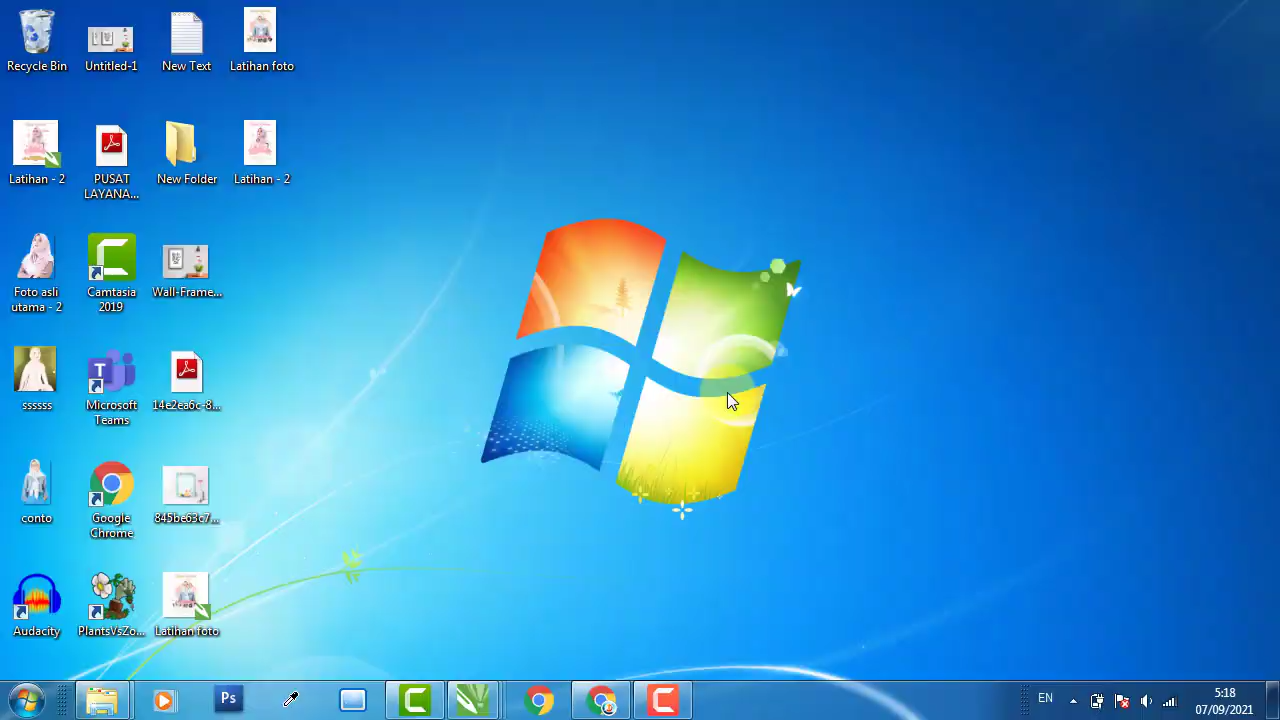 Recycle Bin
Untitled-1
New Text
Latihan foto
Latihan - 2
PUSAT
LAYANA...
New Folder
Latihan - 2
Foto asli
utama - 2
Camtasia
2019
Wall-Frame...
ssssss
Microsoft
Teams
14e2ea6c-8...
conto
Google
Chrome
845be63c7...
Audacity
PlantsVsZo...
Latihan foto
Ps
EN
5:18
07/09/2021